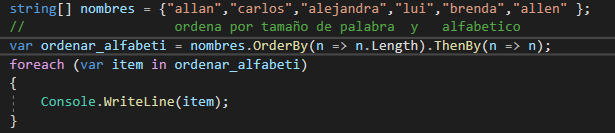 string[] nombres = {"allan","carlos","alejandra","lui","brenda","allen" };
//                    ordena por tamaño de palabra  y   alfabetico
var ordenar_alfabeti = nombres.OrderBy(n => n.Length).ThenBy(n => n);
foreach (var item in ordenar_alfabeti)
{
    Console.WriteLine(item);
}